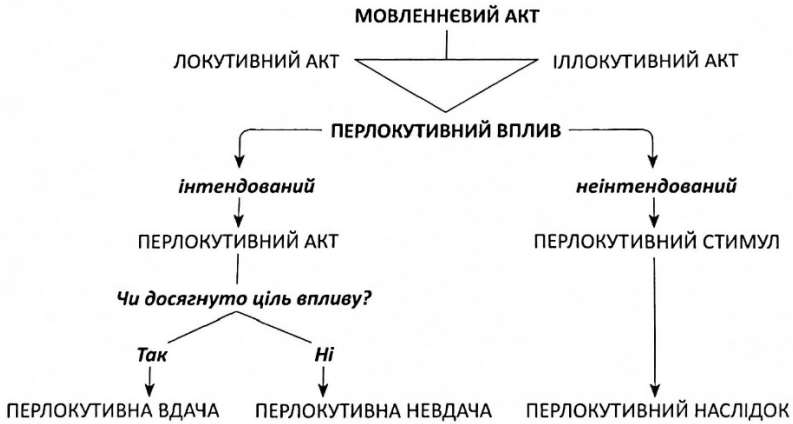 МОВЛЕННЄВИЙ АКТ
ЛОКУТИВНИЙ АКТ
ІЛЛОКУТИВНИЙ АКТ
ПЕРЛОКУТИВНИЙ ВПЛИВ
інтендований
неінтендований
ПЕРЛОКУТИВНИЙ АКТ
ПЕРЛОКУТИВНИЙ СТИМУЛ
Чи досягнуто ціль впливу?
Так
Ні
ПЕРЛОКУТИВНА ВДАЧА
ПЕРЛОКУТИВНА НЕВДАЧА
ПЕРЛОКУТИВНИЙ НАСЛІДОК